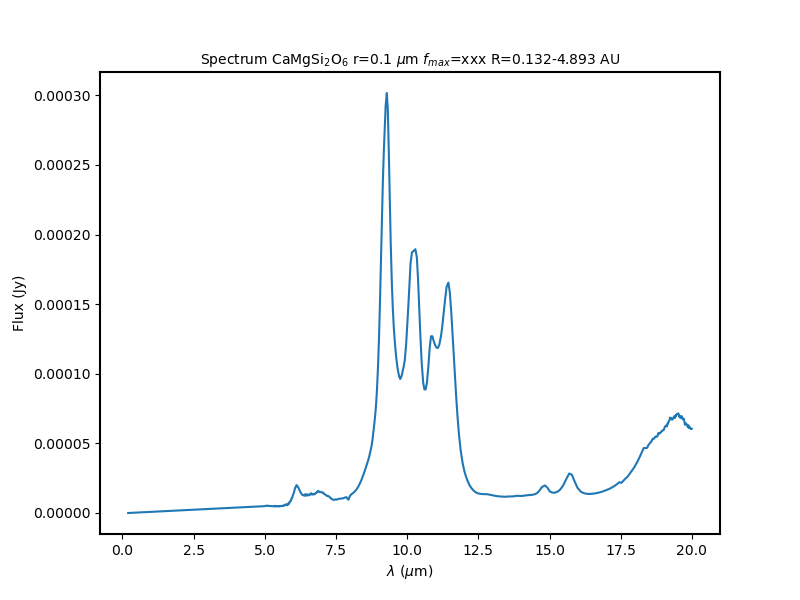 Spectrum CaMgSi₂O₆ r=0.1 μm f_max=xxx R=0.132-4.893 AU
0.00030
0.00025
0.00020
0.00015
0.00010
0.00005
0.00000
Flux (Jy)
0.0 2.5 5.0 7.5 10.0 12.5 15.0 17.5 20.0
λ (μm)